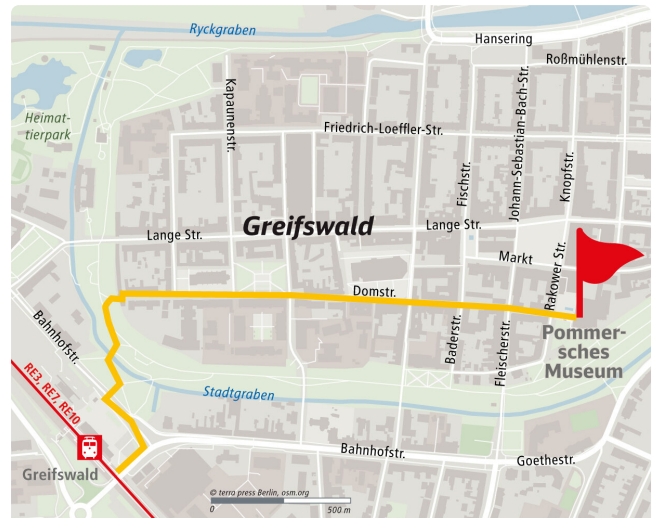 Ryckgraben
Hansering
Roßmühlenstr.
Heimat-
tierpark
Kapaunenstr.
Friedrich-Loeffler-Str.
Fischstr.
Johann-Sebastian-Bach-Str.
Knopfstr.
Lange Str.
Greifswald
Lange Str.
Markt
Rakower Str.
Domstr.
Bahnhofstr.
Baderstr.
Fleischerstr.
Pommer-
sches
Museum
RE3, RE7, RE10
Stadtgraben
Bahnhofstr.
Goethestr.
Greifswald
© terra press Berlin, osm.org
0
500 m